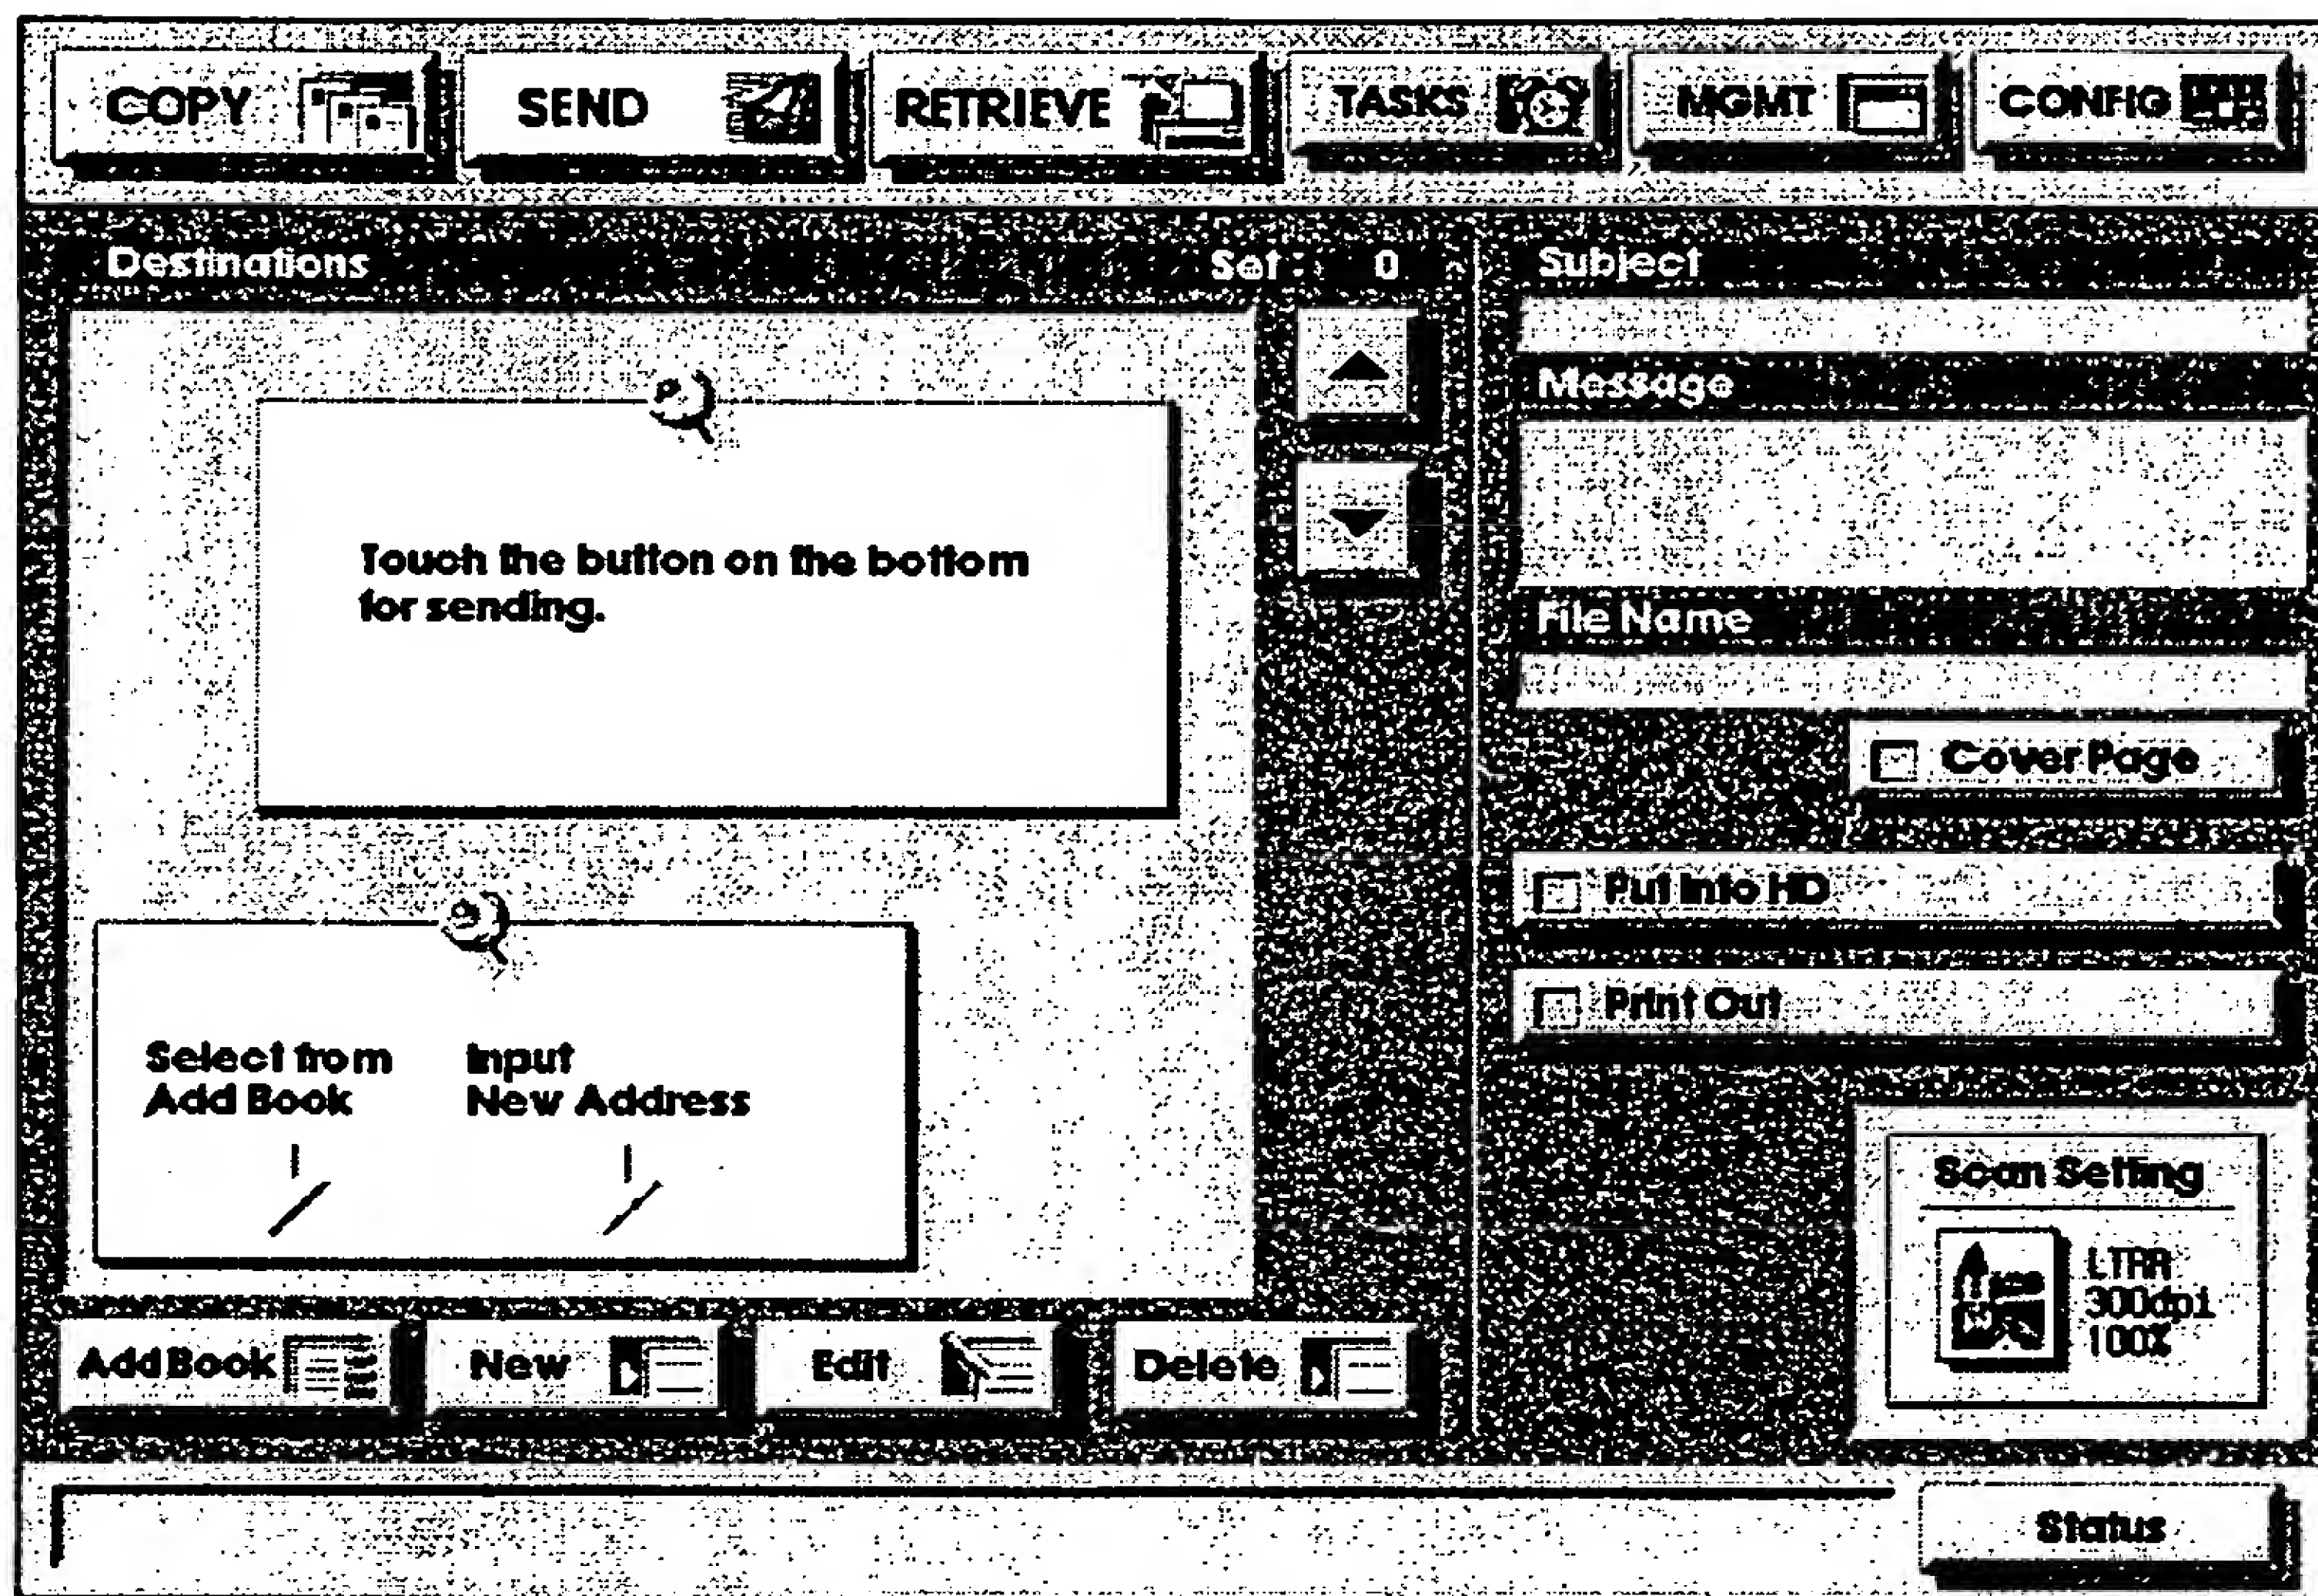 COPY
SEND
RETRIEVE
TASKS
MGMT
CONFIG
Destinations
Set : 0
Subject
Message
Touch the button on the bottom
for sending.
File Name
Cover Page
Put Into HD
Print Out
Select from
Add Book
Input
New Address
Scan Setting
LTRR
300dpi
100%
Add Book
New
Edit
Delete
Status